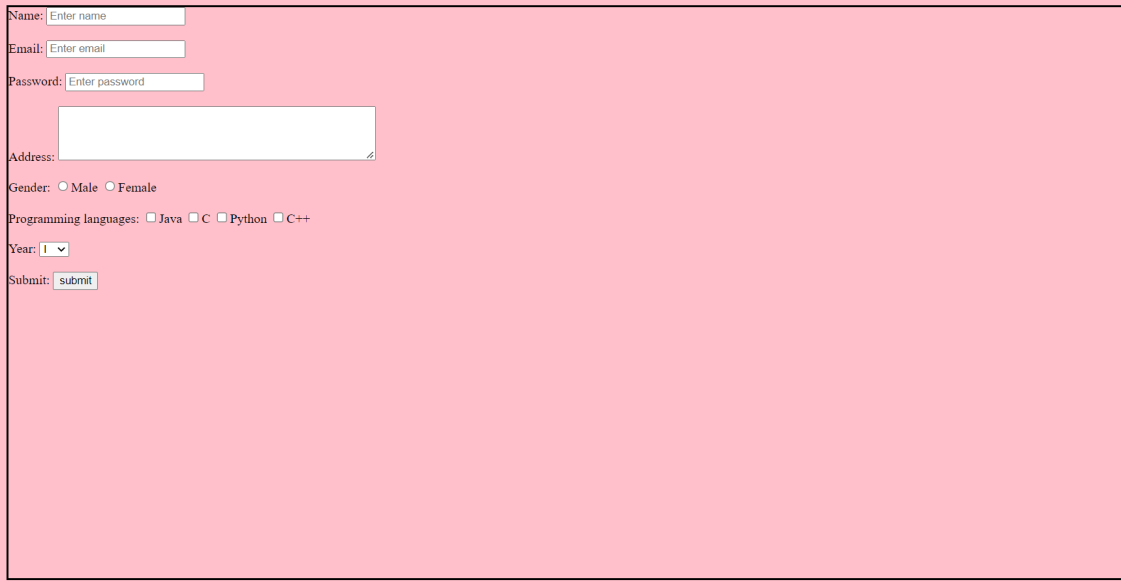 Name: Enter name
Email: Enter email
Password: Enter password
Address:
Gender: Male Female
Programming languages: Java C Python C++
Year: I
Submit: submit